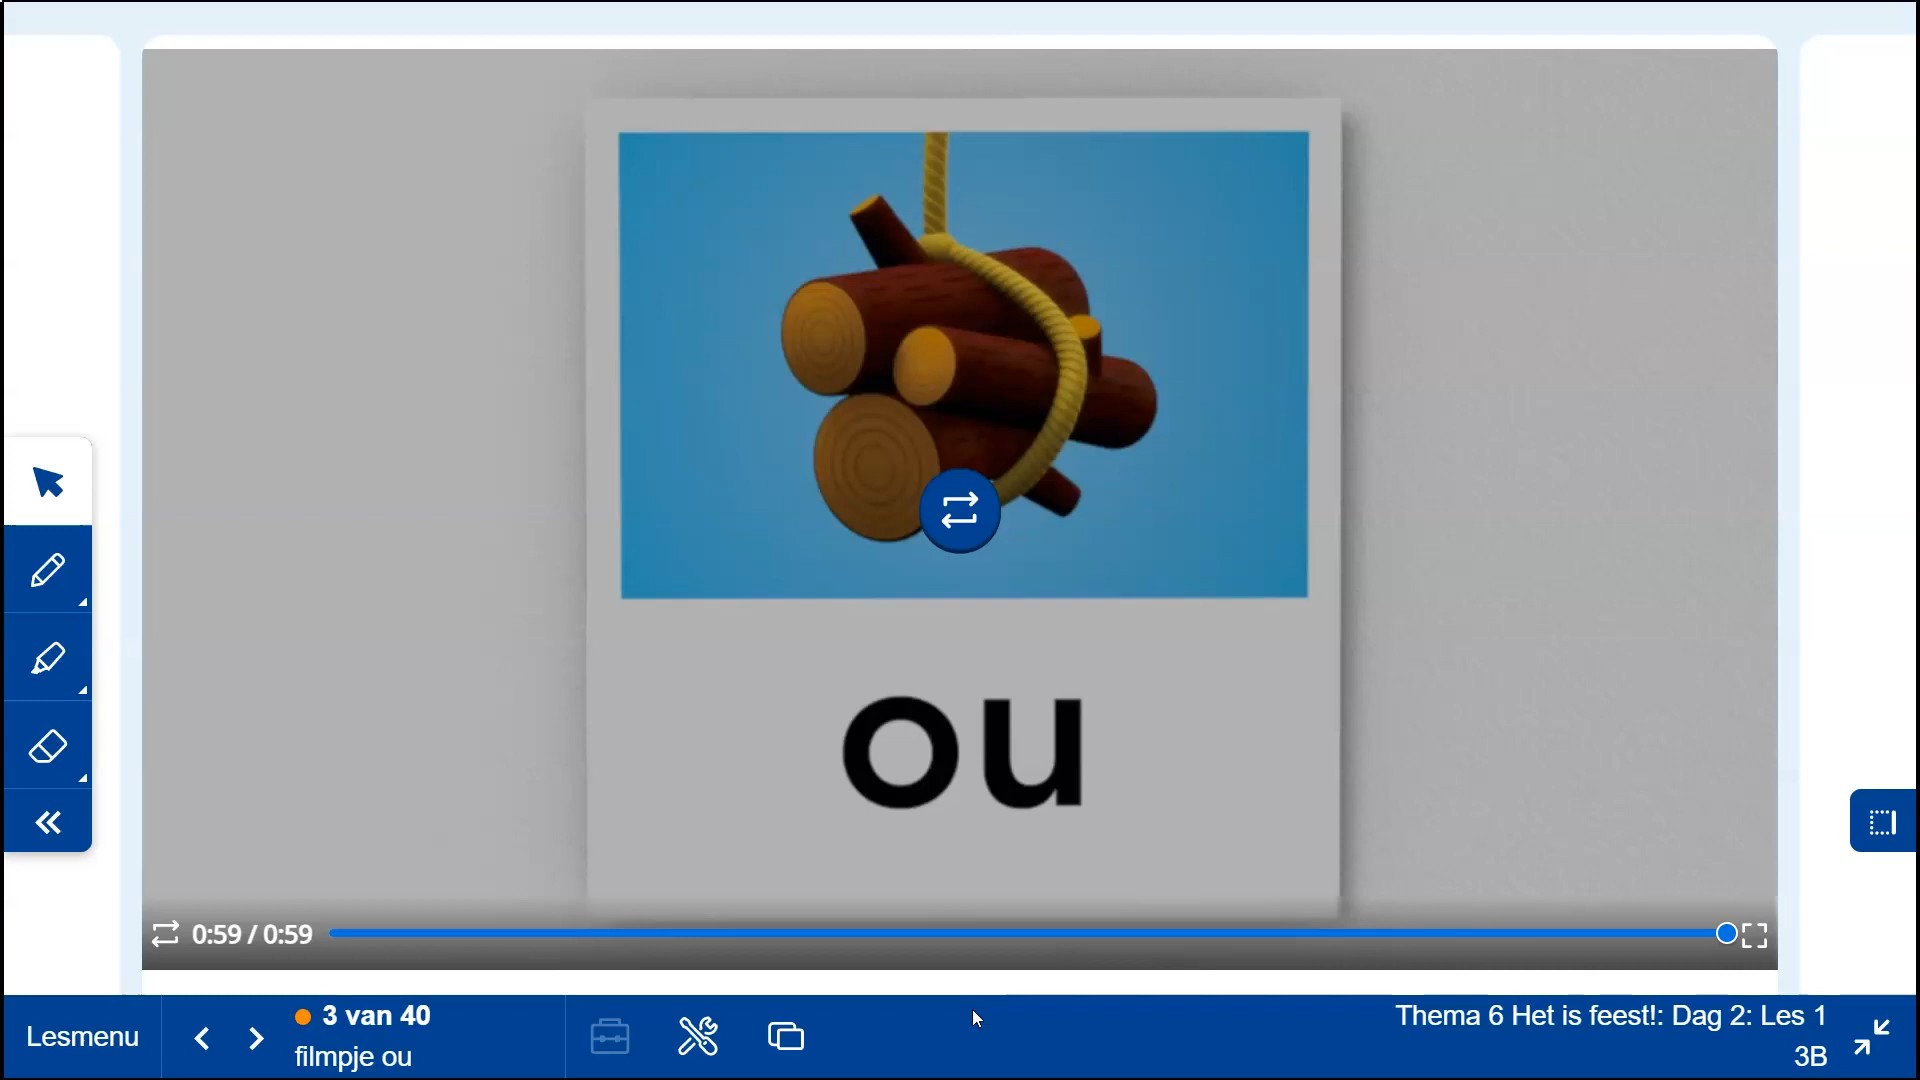 ou
0:59 / 0:59
Lesmenu
3 van 40
filmpje ou
Thema 6 Het is feest!: Dag 2: Les 1
3B